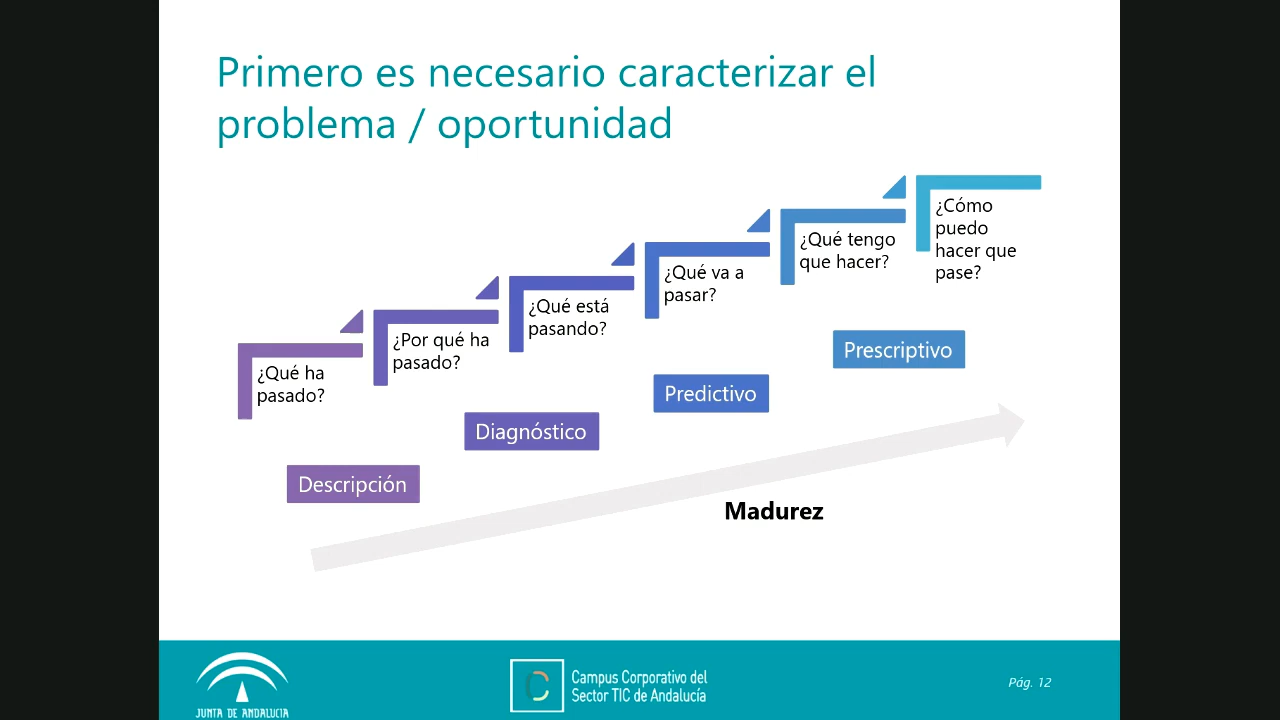 Primero es necesario caracterizar el
problema / oportunidad
¿Qué ha
pasado?
¿Por qué ha
pasado?
¿Qué está
pasando?
¿Qué va a
pasar?
¿Qué tengo
que hacer?
¿Cómo
puedo
hacer que
pase?
Descripción
Diagnóstico
Predictivo
Prescriptivo
Madurez
JUNTA DE ANDALUCIA
C
Campus Corporativo del
Sector TIC de Andalucía
Pág. 12